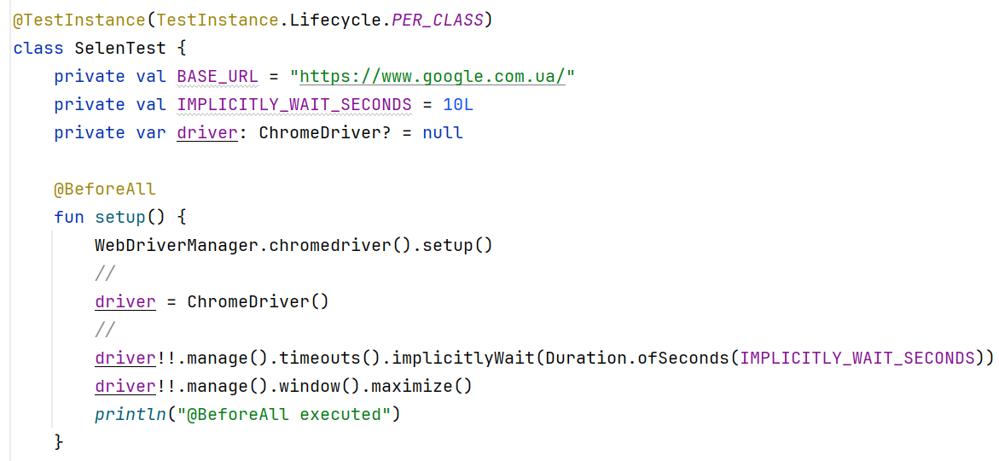 @TestInstance(TestInstance.Lifecycle.PER_CLASS)
class SelenTest {
    private val BASE_URL = "https://www.google.com.ua/"
    private val IMPLICITLY_WAIT_SECONDS = 10L
    private var driver: ChromeDriver? = null

    @BeforeAll
    fun setup() {
        WebDriverManager.chromedriver().setup()
        //
        driver = ChromeDriver()
        //
        driver!!.manage().timeouts().implicitlyWait(Duration.ofSeconds(IMPLICITLY_WAIT_SECONDS))
        driver!!.manage().window().maximize()
        println("@BeforeAll executed")
    }